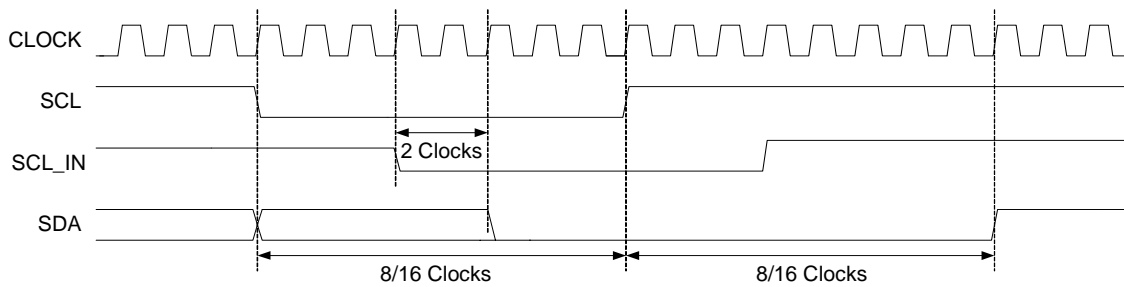 CLOCK
SCL
2 Clocks
SCL_IN
SDA
8/16 Clocks
8/16 Clocks